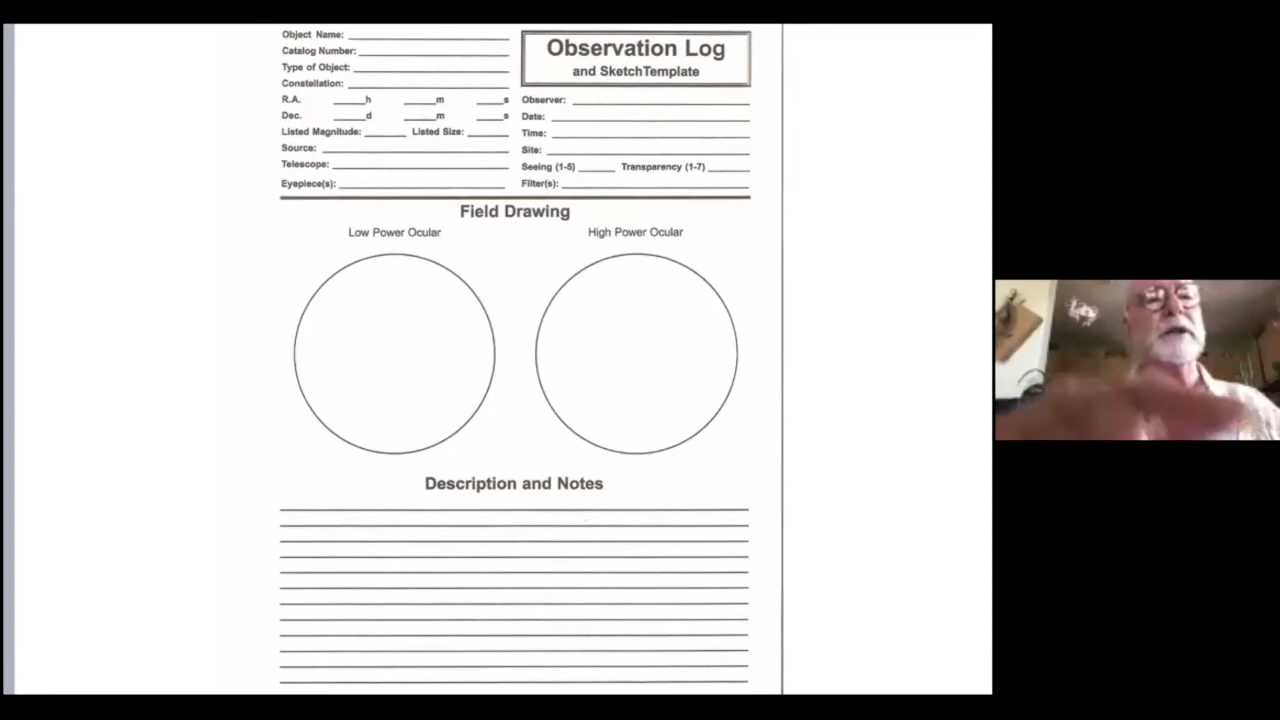 Object Name:
Catalog Number:
Type of Object:
Constellation:
R.A. h m s
Dec. d m s
Listed Magnitude: Listed Size:
Source:
Telescope:
Eyepiece(s):
Observation Log
and SketchTemplate
Observer:
Date:
Time:
Site:
Seeing (1-5) Transparency (1-7)
Filter(s):
Field Drawing
Low Power Ocular High Power Ocular
Description and Notes